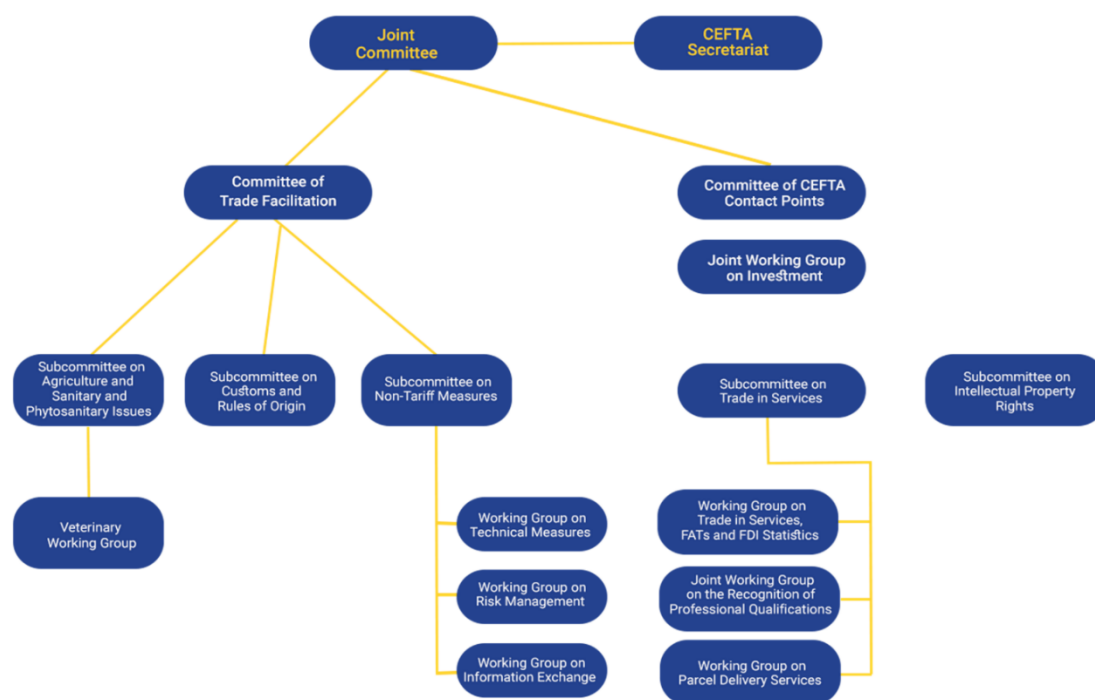 Joint
Committee
CEFTA
Secretariat
Committee of
Trade Facilitation
Committee of CEFTA
Contact Points
Joint Working Group
on Investment
Subcommittee on
Agriculture and
Sanitary and
Phytosanitary Issues
Subcommittee on
Customs and
Rules of Origin
Subcommittee on
Non-Tariff Measures
Subcommittee on
Trade in Services
Subcommittee on
Intellectual Property
Rights
Veterinary
Working Group
Working Group on
Technical Measures
Working Group on
Risk Management
Working Group on
Information Exchange
Working Group on
Trade in Services,
FATs and FDI Statistics
Joint Working Group
on the Recognition of
Professional Qualifications
Working Group on
Parcel Delivery Services